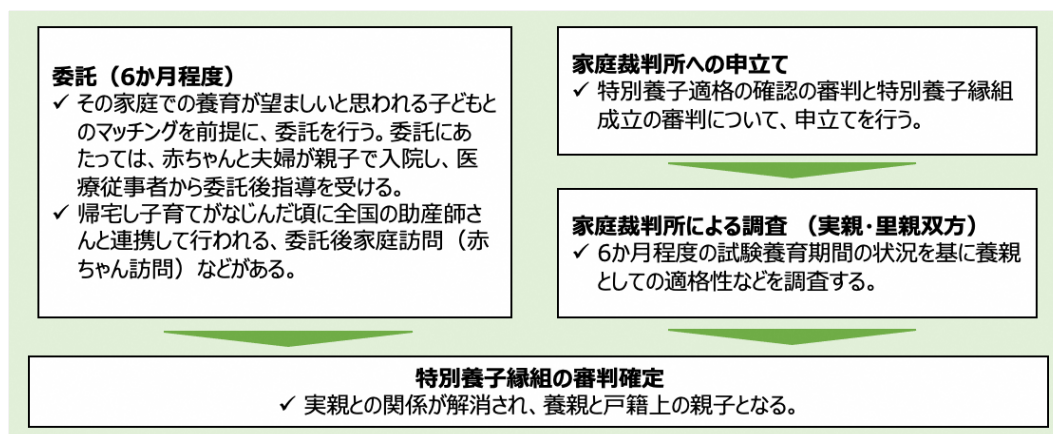 委託（6か月程度）
✓ その家庭での養育が望ましいと思われる子どもと
のマッチングを前提に、委託を行う。委託にあ
たっては、赤ちゃんと夫婦が親子で入院し、医
療従事者から委託後指導を受ける。
✓ 帰宅し子育てがなじんだ頃に全国の助産師さ
んと連携して行われる、委託後家庭訪問（赤
ちゃん訪問）などがある。
家庭裁判所への申立て
✓ 特別養子適格の確認の審判と特別養子縁組
成立の審判について、申立てを行う。
家庭裁判所による調査 （実親・里親双方）
✓ 6か月程度の試験養育期間の状況を基に養親
としての適格性などを調査する。
特別養子縁組の審判確定
✓ 実親との関係が解消され、養親と戸籍上の親子となる。